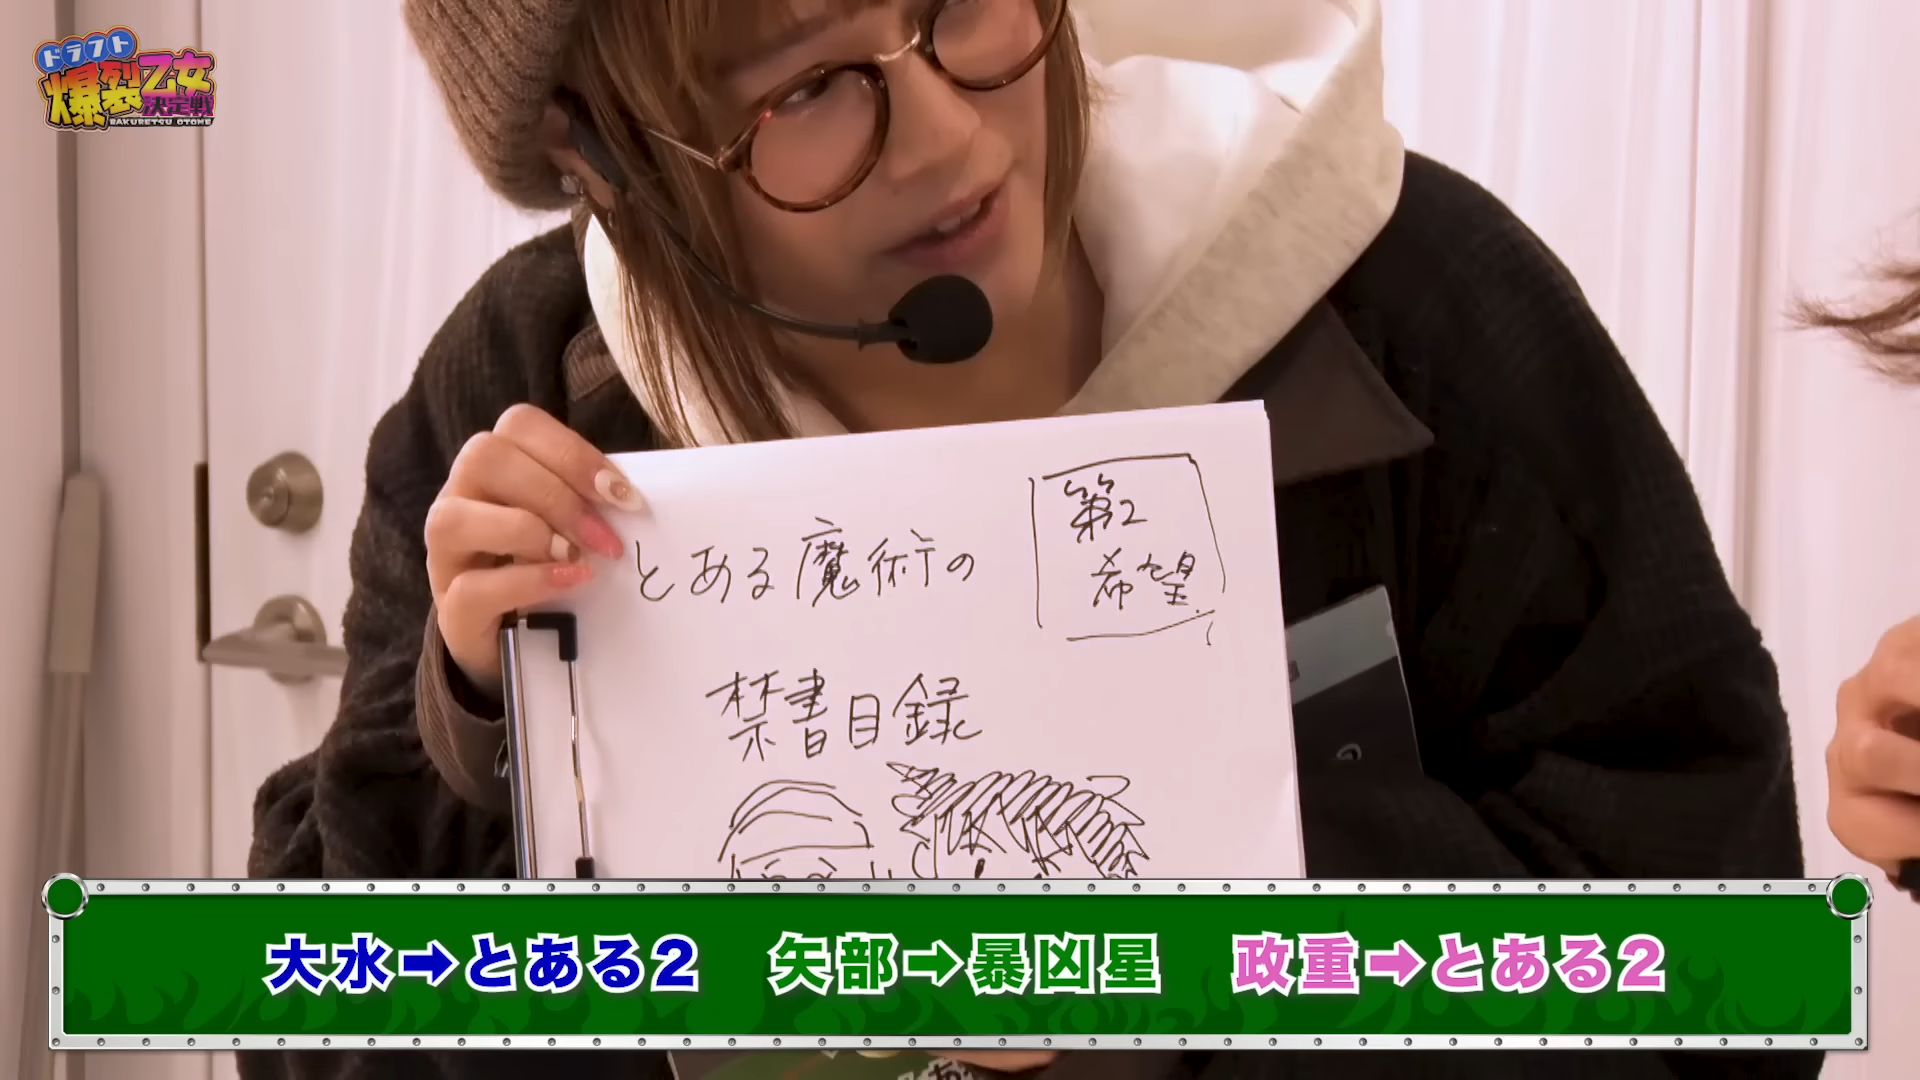 ドラフト
爆裂乙女
決定戦
BAKURETSU OTOME
第2
希望
とある魔術の
禁書目録
大水➡とある2 矢部➡暴凶星 政重➡とある2